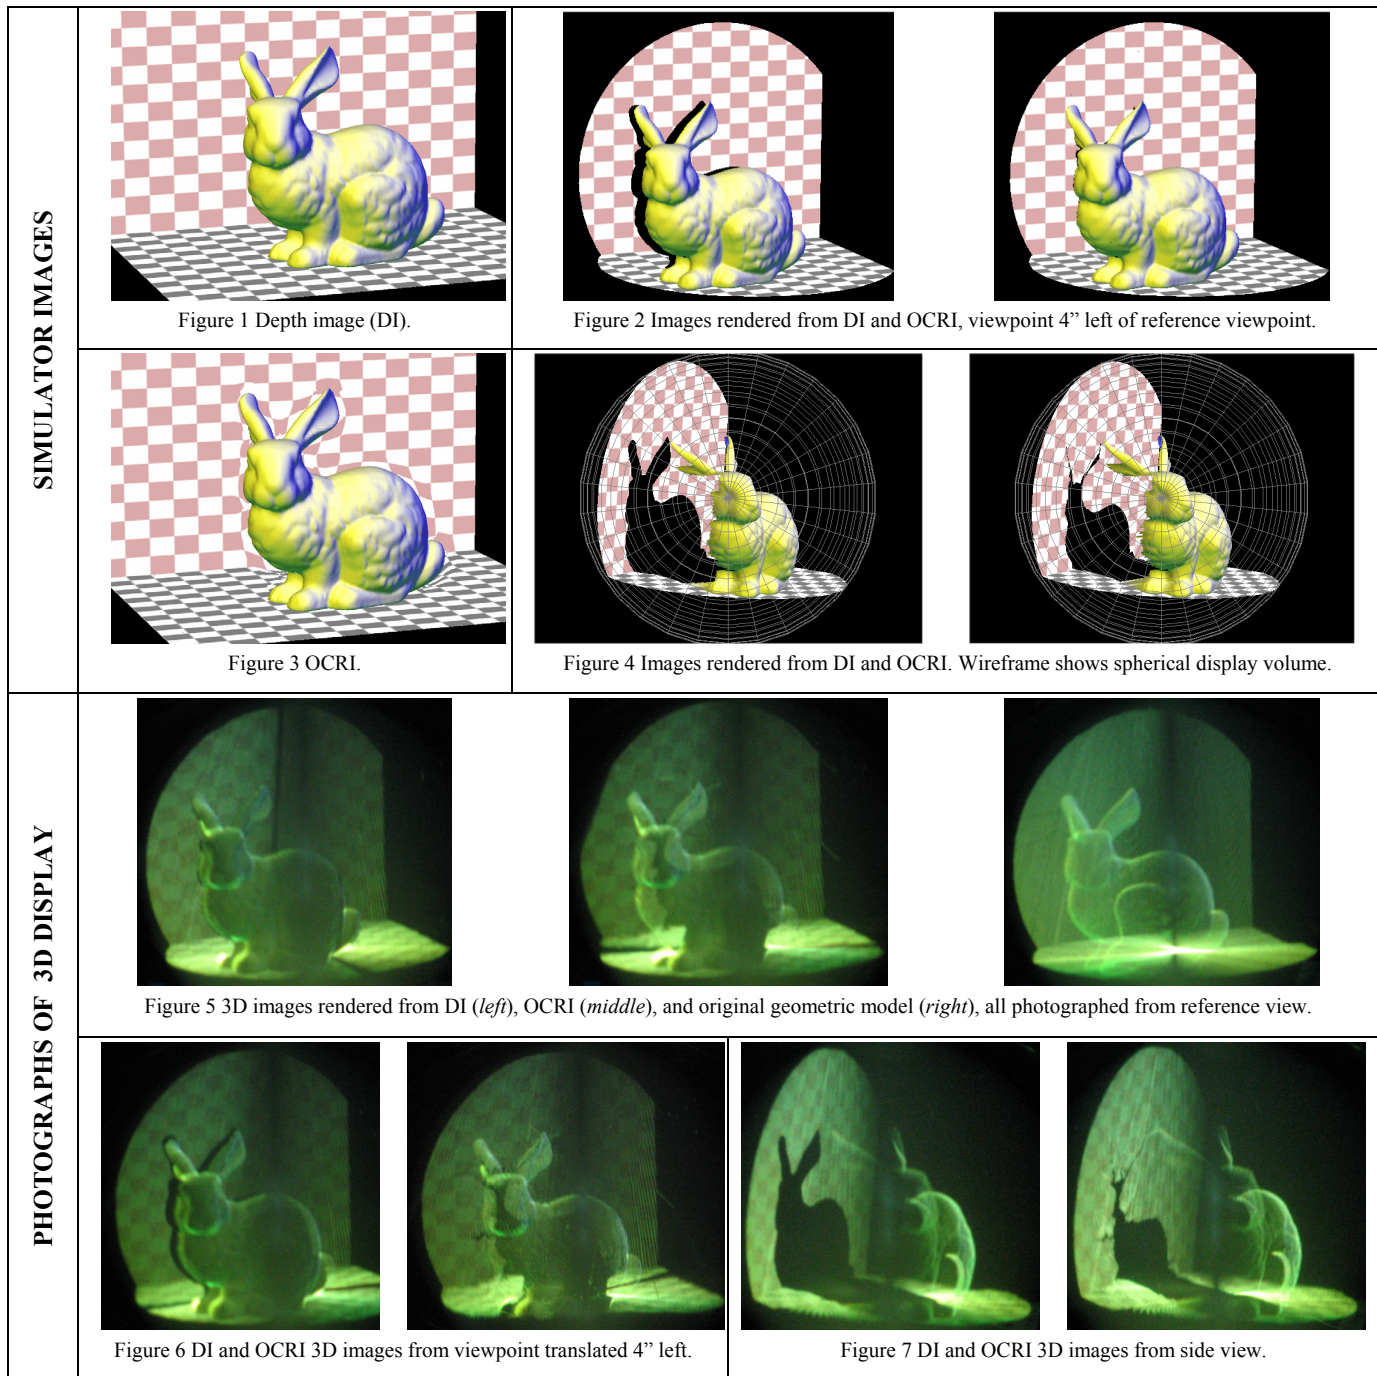 SIMULATOR IMAGES
Figure 1 Depth image (DI).
Figure 2 Images rendered from DI and OCRI, viewpoint 4” left of reference viewpoint.
Figure 3 OCRI.
Figure 4 Images rendered from DI and OCRI. Wireframe shows spherical display volume.
PHOTOGRAPHS OF 3D DISPLAY
Figure 5 3D images rendered from DI (left), OCRI (middle), and original geometric model (right), all photographed from reference view.
Figure 6 DI and OCRI 3D images from viewpoint translated 4” left.
Figure 7 DI and OCRI 3D images from side view.